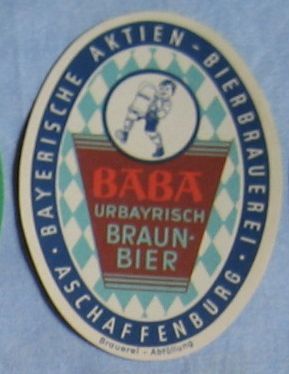 BAYERISCHE AKTIEN-BIERBRAUEREI
· ASCHAFFENBURG ·
BABA
URBAYRISCH
BRAUN-
BIER
Brauerei - Abfüllung